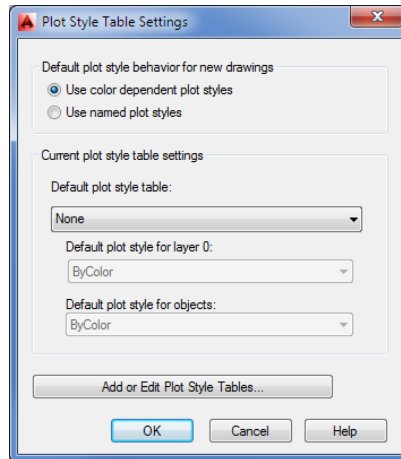 Plot Style Table Settings
Default plot style behavior for new drawings
Use color dependent plot styles
Use named plot styles
Current plot style table settings
Default plot style table:
None
Default plot style for layer 0:
ByColor
Default plot style for objects:
ByColor
Add or Edit Plot Style Tables...
OK Cancel Help